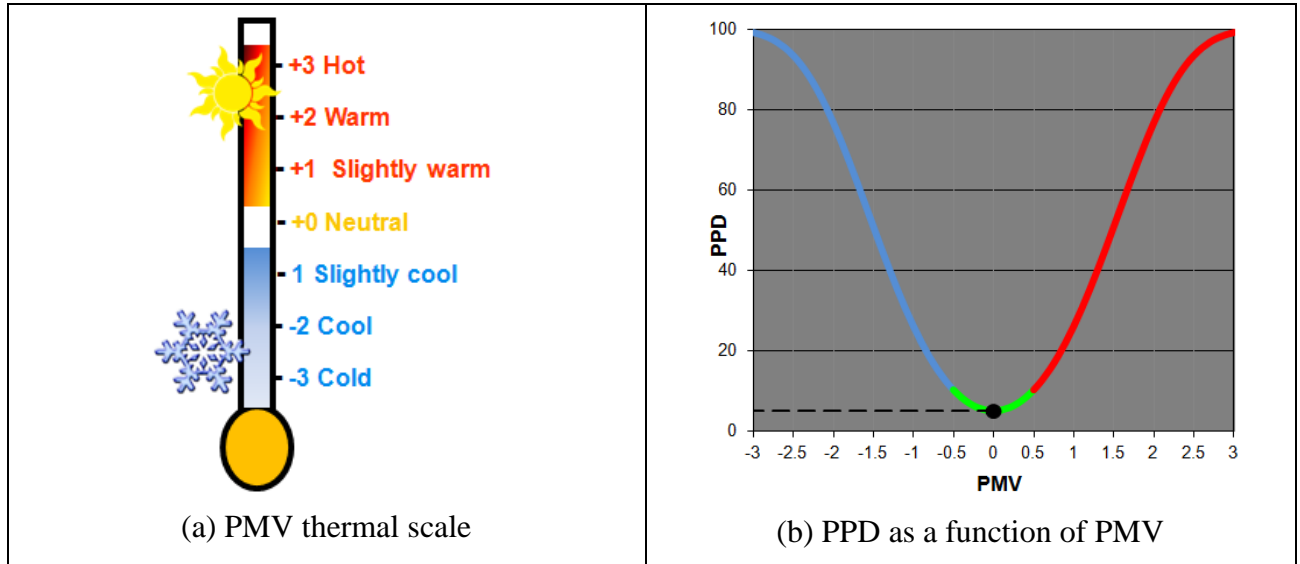 +3 Hot
+2 Warm
+1 Slightly warm
+0 Neutral
1 Slightly cool
-2 Cool
-3 Cold
(a) PMV thermal scale
100
80
60
40
20
0
PPD
-3 -2.5 -2 -1.5 -1 -0.5 0 0.5 1 1.5 2 2.5 3
PMV
(b) PPD as a function of PMV